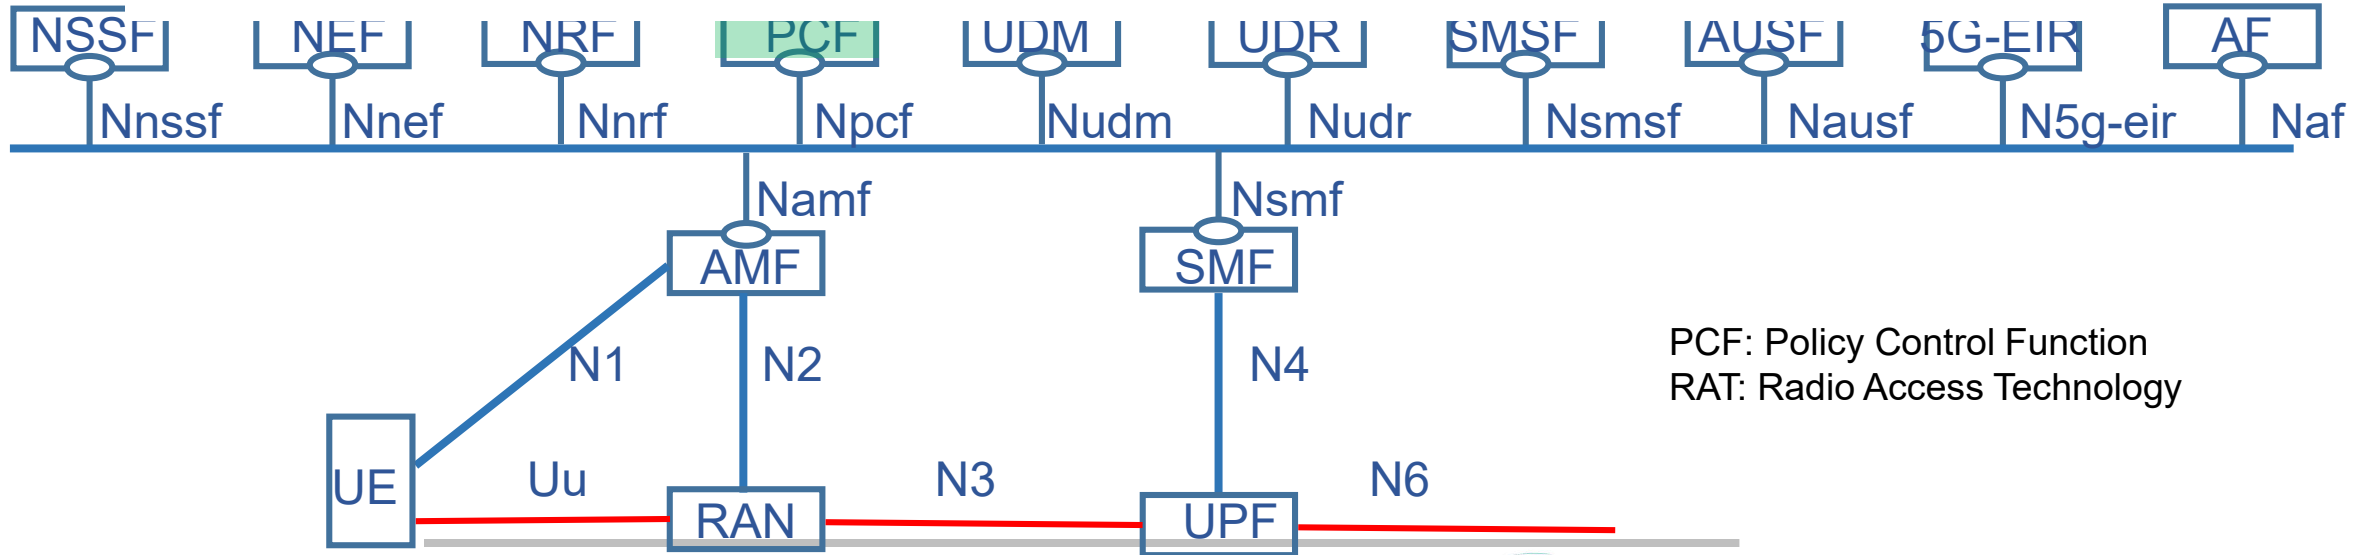 NSSF NEF NRF PCF UDM UDR SMSF AUSF 5G-EIR AF
Nnssf Nnef Nnrf Npcf Nudm Nudr Nsmsf Nausf N5g-eir Naf
Namf Nsmf
AMF SMF
N1 N2 N4
PCF: Policy Control Function
RAT: Radio Access Technology
UE Uu N3 N6
RAN UPF